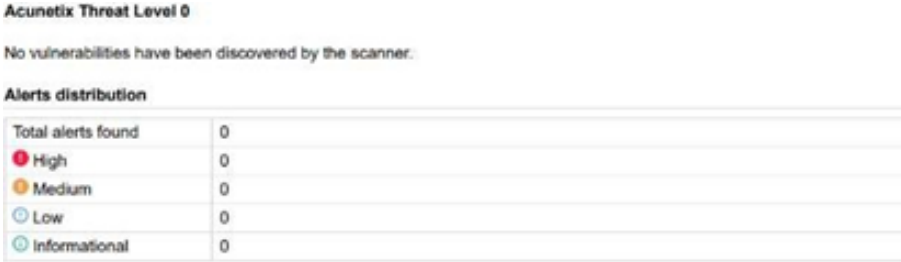 Acunetix Threat Level 0
No vulnerabilities have been discovered by the scanner.
Alerts distribution
Total alerts found 0
High 0
Medium 0
Low 0
Informational 0